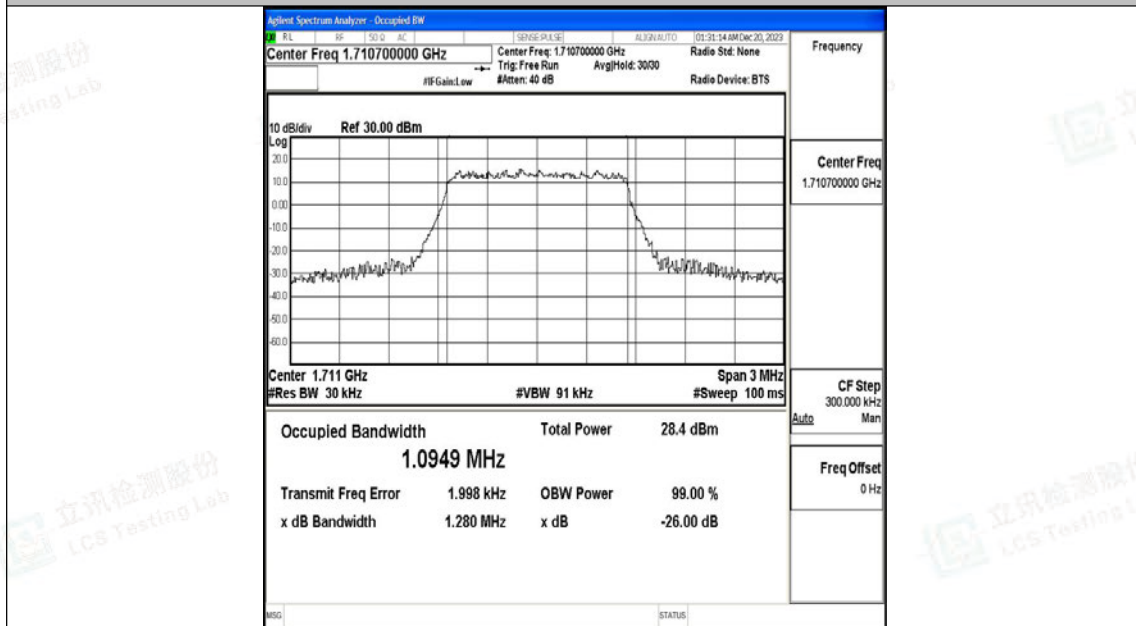 Agilent Spectrum Analyzer - Occupied BW
RL RF 50 Ω AC SENSE:PULSE ALIGNAUTO 01:31:14 AM Dec 20, 2023
Center Freq 1.710700000 GHz
Center Freq: 1.710700000 GHz
Radio Std: None
Trig: Free Run Avg|Hold: 30/30
#IFGain:Low #Atten: 40 dB Radio Device: BTS
Frequency
10 dB/div Ref 30.00 dBm
Log
20.0
10.0
0.00
-10.0
-20.0
-30.0
-40.0
-50.0
-60.0
Center 1.711 GHz Span 3 MHz
#Res BW 30 kHz #VBW 91 kHz #Sweep 100 ms
Center Freq
1.710700000 GHz
CF Step
300.000 kHz
Auto Man
Freq Offset
0 Hz
Occupied Bandwidth Total Power 28.4 dBm
1.0949 MHz
Transmit Freq Error 1.998 kHz OBW Power 99.00 %
x dB Bandwidth 1.280 MHz x dB -26.00 dB
MSG STATUS
立讯检测股份
LCS Testing Lab